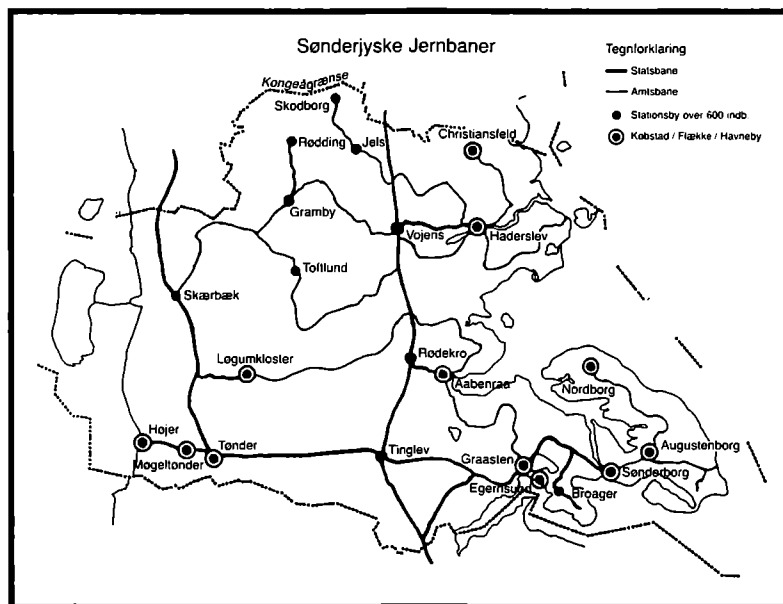 Sønderjyske Jernbaner
Tegnforklaring
Statsbane
Amtsbane
Stationsby over 600 indb.
Købstad / Flække / Havneby
Kongeågrænse
Skodborg
Christiansfeld
Rødding
Jels
Gramby
Vojens
Haderslev
Toftlund
Skærbæk
Løgumkloster
Rødekro
Aabenraa
Nordborg
Højer
Møgeltønder
Tønder
Tinglev
Graasten
Egernsund
Broager
Sønderborg
Augustenborg